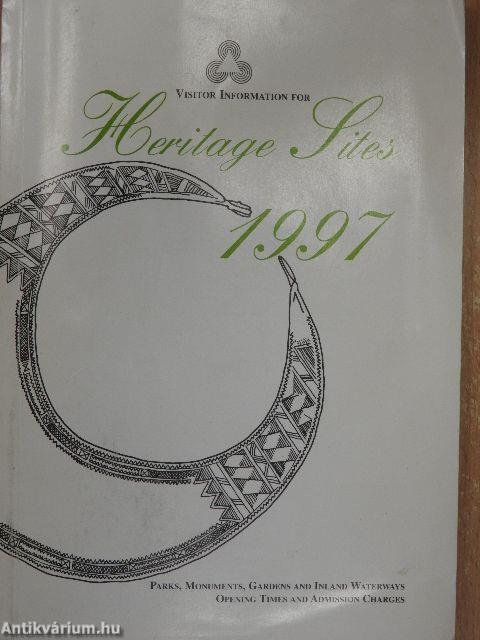 VISITOR INFORMATION FOR
Heritage Sites
1997
PARKS, MONUMENTS, GARDENS AND INLAND WATERWAYS
OPENING TIMES AND ADMISSION CHARGES
Antikvárium.hu